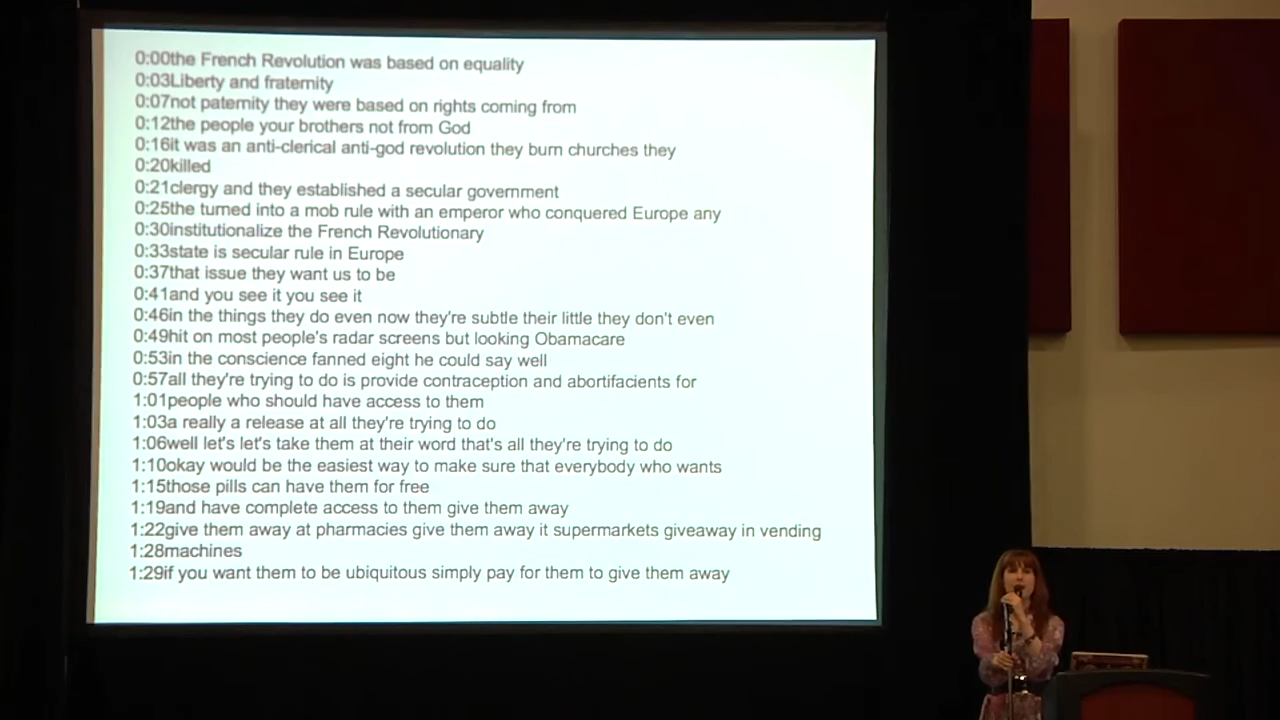 0:00the French Revolution was based on equality
0:03Liberty and fraternity
0:07not paternity they were based on rights coming from
0:12the people your brothers not from God
0:16it was an anti-clerical anti-god revolution they burn churches they
0:20killed
0:21clergy and they established a secular government
0:25the turned into a mob rule with an emperor who conquered Europe any
0:30institutionalize the French Revolutionary
0:33state is secular rule in Europe
0:37that issue they want us to be
0:41and you see it you see it
0:46in the things they do even now they're subtle their little they don't even
0:49hit on most people's radar screens but looking Obamacare
0:53in the conscience fanned eight he could say well
0:57all they're trying to do is provide contraception and abortifacients for
1:01people who should have access to them
1:03a really a release at all they're trying to do
1:06well let's let's take them at their word that's all they're trying to do
1:10okay would be the easiest way to make sure that everybody who wants
1:15those pills can have them for free
1:19and have complete access to them give them away
1:22give them away at pharmacies give them away it supermarkets giveaway in vending
1:28machines
1:29if you want them to be ubiquitous simply pay for them to give them away